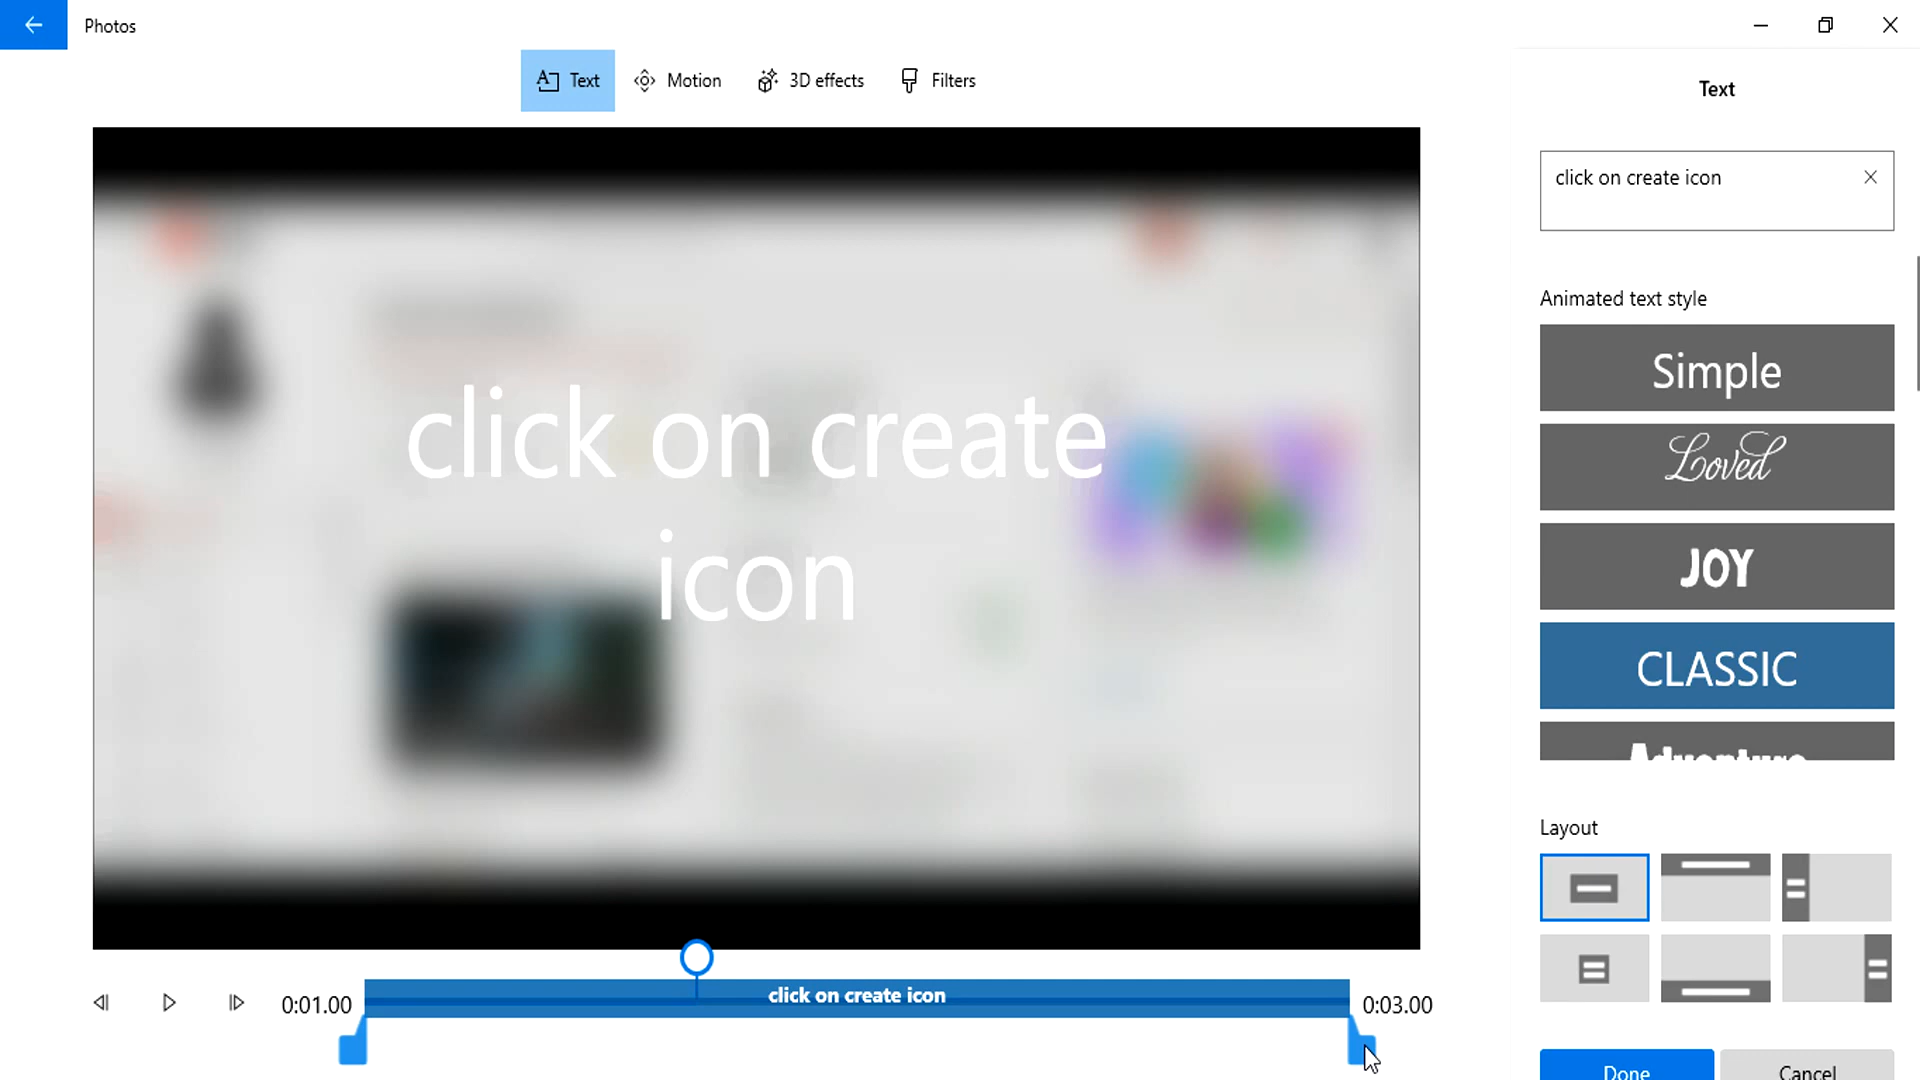 Photos
Text
Motion
3D effects
Filters
Text
click on create icon
Animated text style
Simple
Loved
JOY
CLASSIC
Adventure
Layout
click on create
icon
0:01.00
click on create icon
0:03.00
Done
Cancel